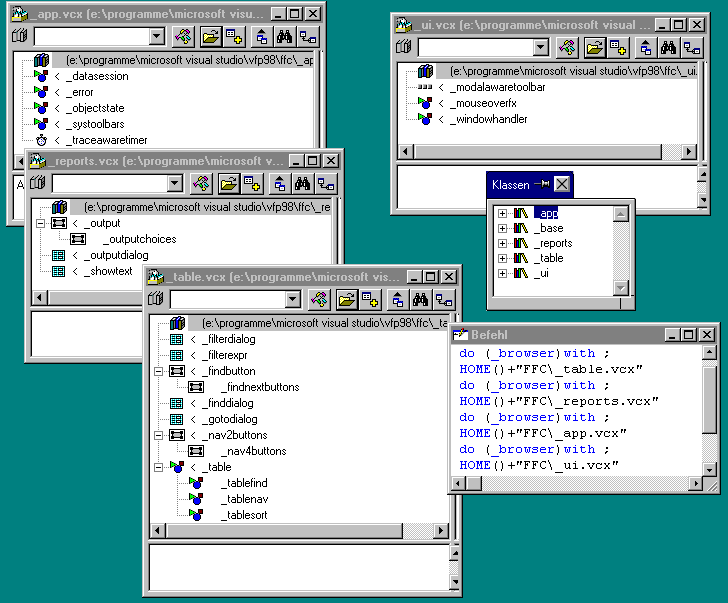 _app.vcx (e:\programme\microsoft visu...
(e:\programme\microsoft visual studio\vfp98\ffc\_ap
< _datasession
< _error
< _objectstate
< _systoolbars
< _traceawaretimer
A
_ui.vcx (e:\programme\microsoft visual ...
(e:\programme\microsoft visual studio\vfp98\ffc\_ui.
< _modalawaretoolbar
< _mouseoverfx
< _windowhandler
_reports.vcx (e:\programme\microsoft v...
(e:\programme\microsoft visual studio\vfp98\ffc\_re
< _output
_outputchoices
< _outputdialog
< _showtext
Klassen
_app
_base
_reports
_table
_ui
_table.vcx (e:\programme\microsoft vis...
(e:\programme\microsoft visual studio\vfp98\ffc\_ta
< _filterdialog
< _filterexpr
< _findbutton
_findnextbuttons
< _finddialog
< _gotodialog
< _nav2buttons
_nav4buttons
< _table
_tablefind
_tablenav
_tablesort
Befehl
do (_browser)with ;
HOME()+"FFC\_table.vcx"
do (_browser)with ;
HOME()+"FFC\_reports.vcx"
do (_browser)with ;
HOME()+"FFC\_app.vcx"
do (_browser)with ;
HOME()+"FFC\_ui.vcx"